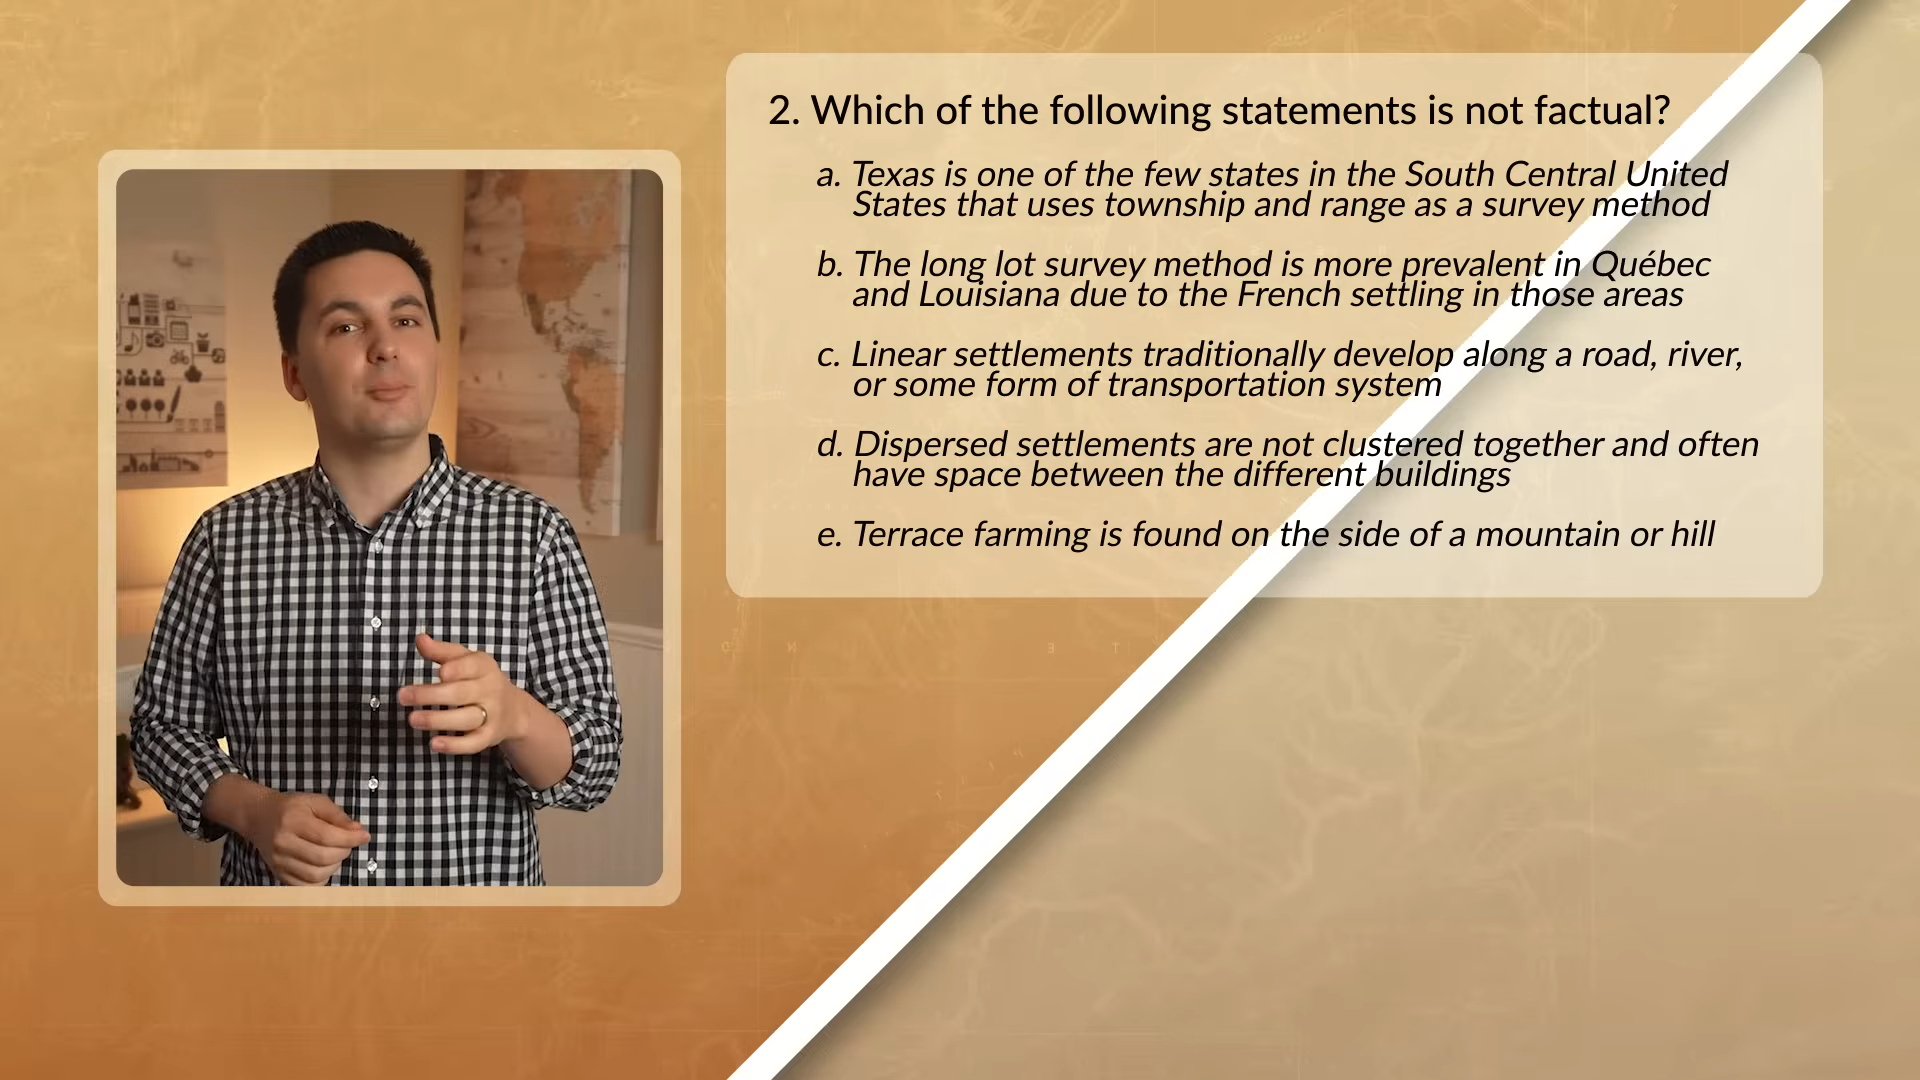 2. Which of the following statements is not factual?
a. Texas is one of the few states in the South Central United
States that uses township and range as a survey method
b. The long lot survey method is more prevalent in Québec
and Louisiana due to the French settling in those areas
c. Linear settlements traditionally develop along a road, river,
or some form of transportation system
d. Dispersed settlements are not clustered together and often
have space between the different buildings
e. Terrace farming is found on the side of a mountain or hill